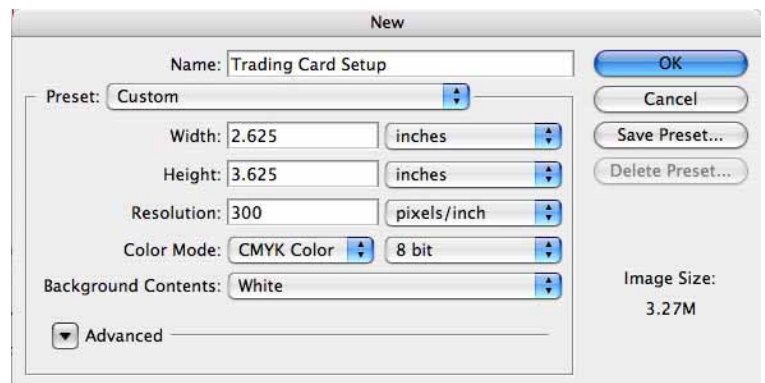 New
Name: Trading Card Setup
OK
Preset: Custom
Cancel
Width: 2.625 inches
Save Preset...
Height: 3.625 inches
Delete Preset...
Resolution: 300 pixels/inch
Color Mode: CMYK Color 8 bit
Background Contents: White
Image Size:
3.27M
Advanced